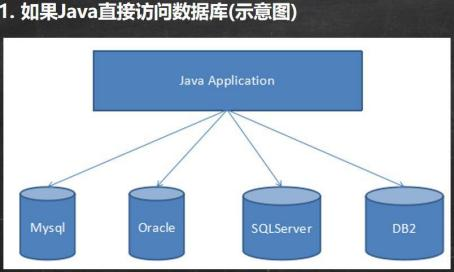 1. 如果Java直接访问数据库(示意图)
Java Application
Mysql
Oracle
SQLServer
DB2